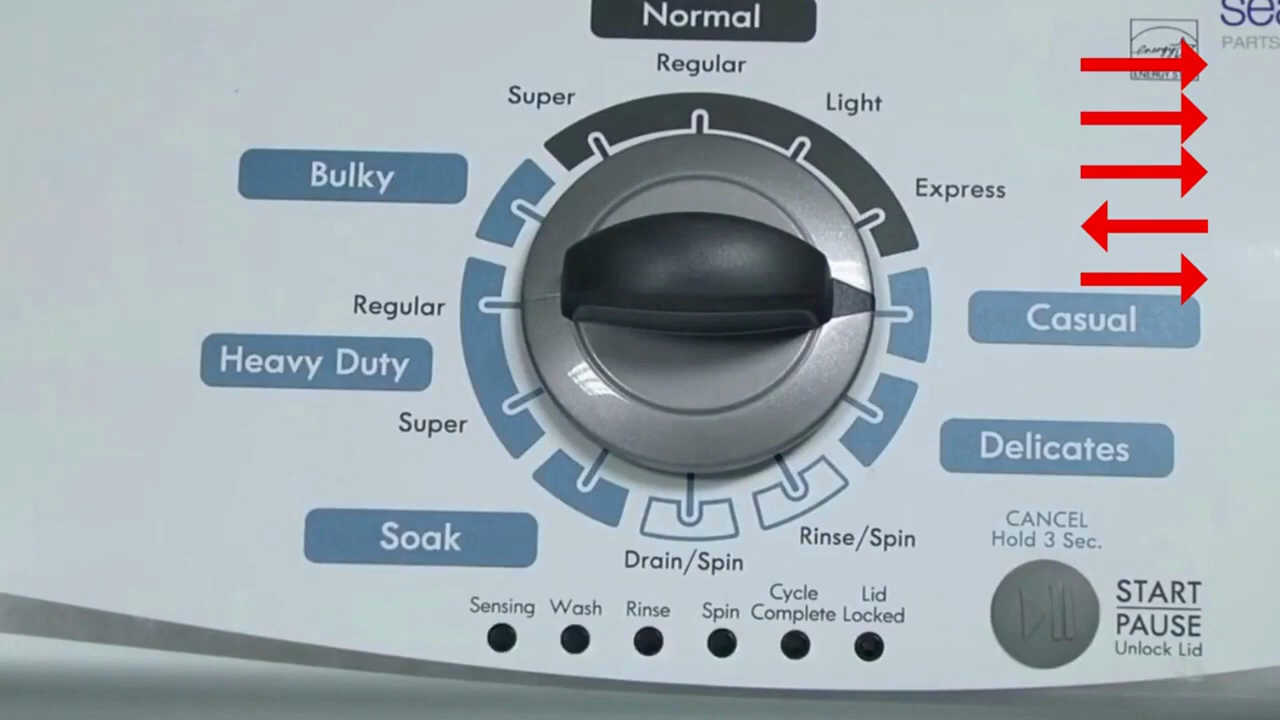 Normal
Regular
Super
Light
Bulky
Express
Regular
Casual
Heavy Duty
Super
Delicates
Soak
Rinse/Spin
Drain/Spin
CANCEL
Hold 3 Sec.
Sensing Wash Rinse Spin Cycle Complete Lid Locked
START
PAUSE
Unlock Lid
PARTS